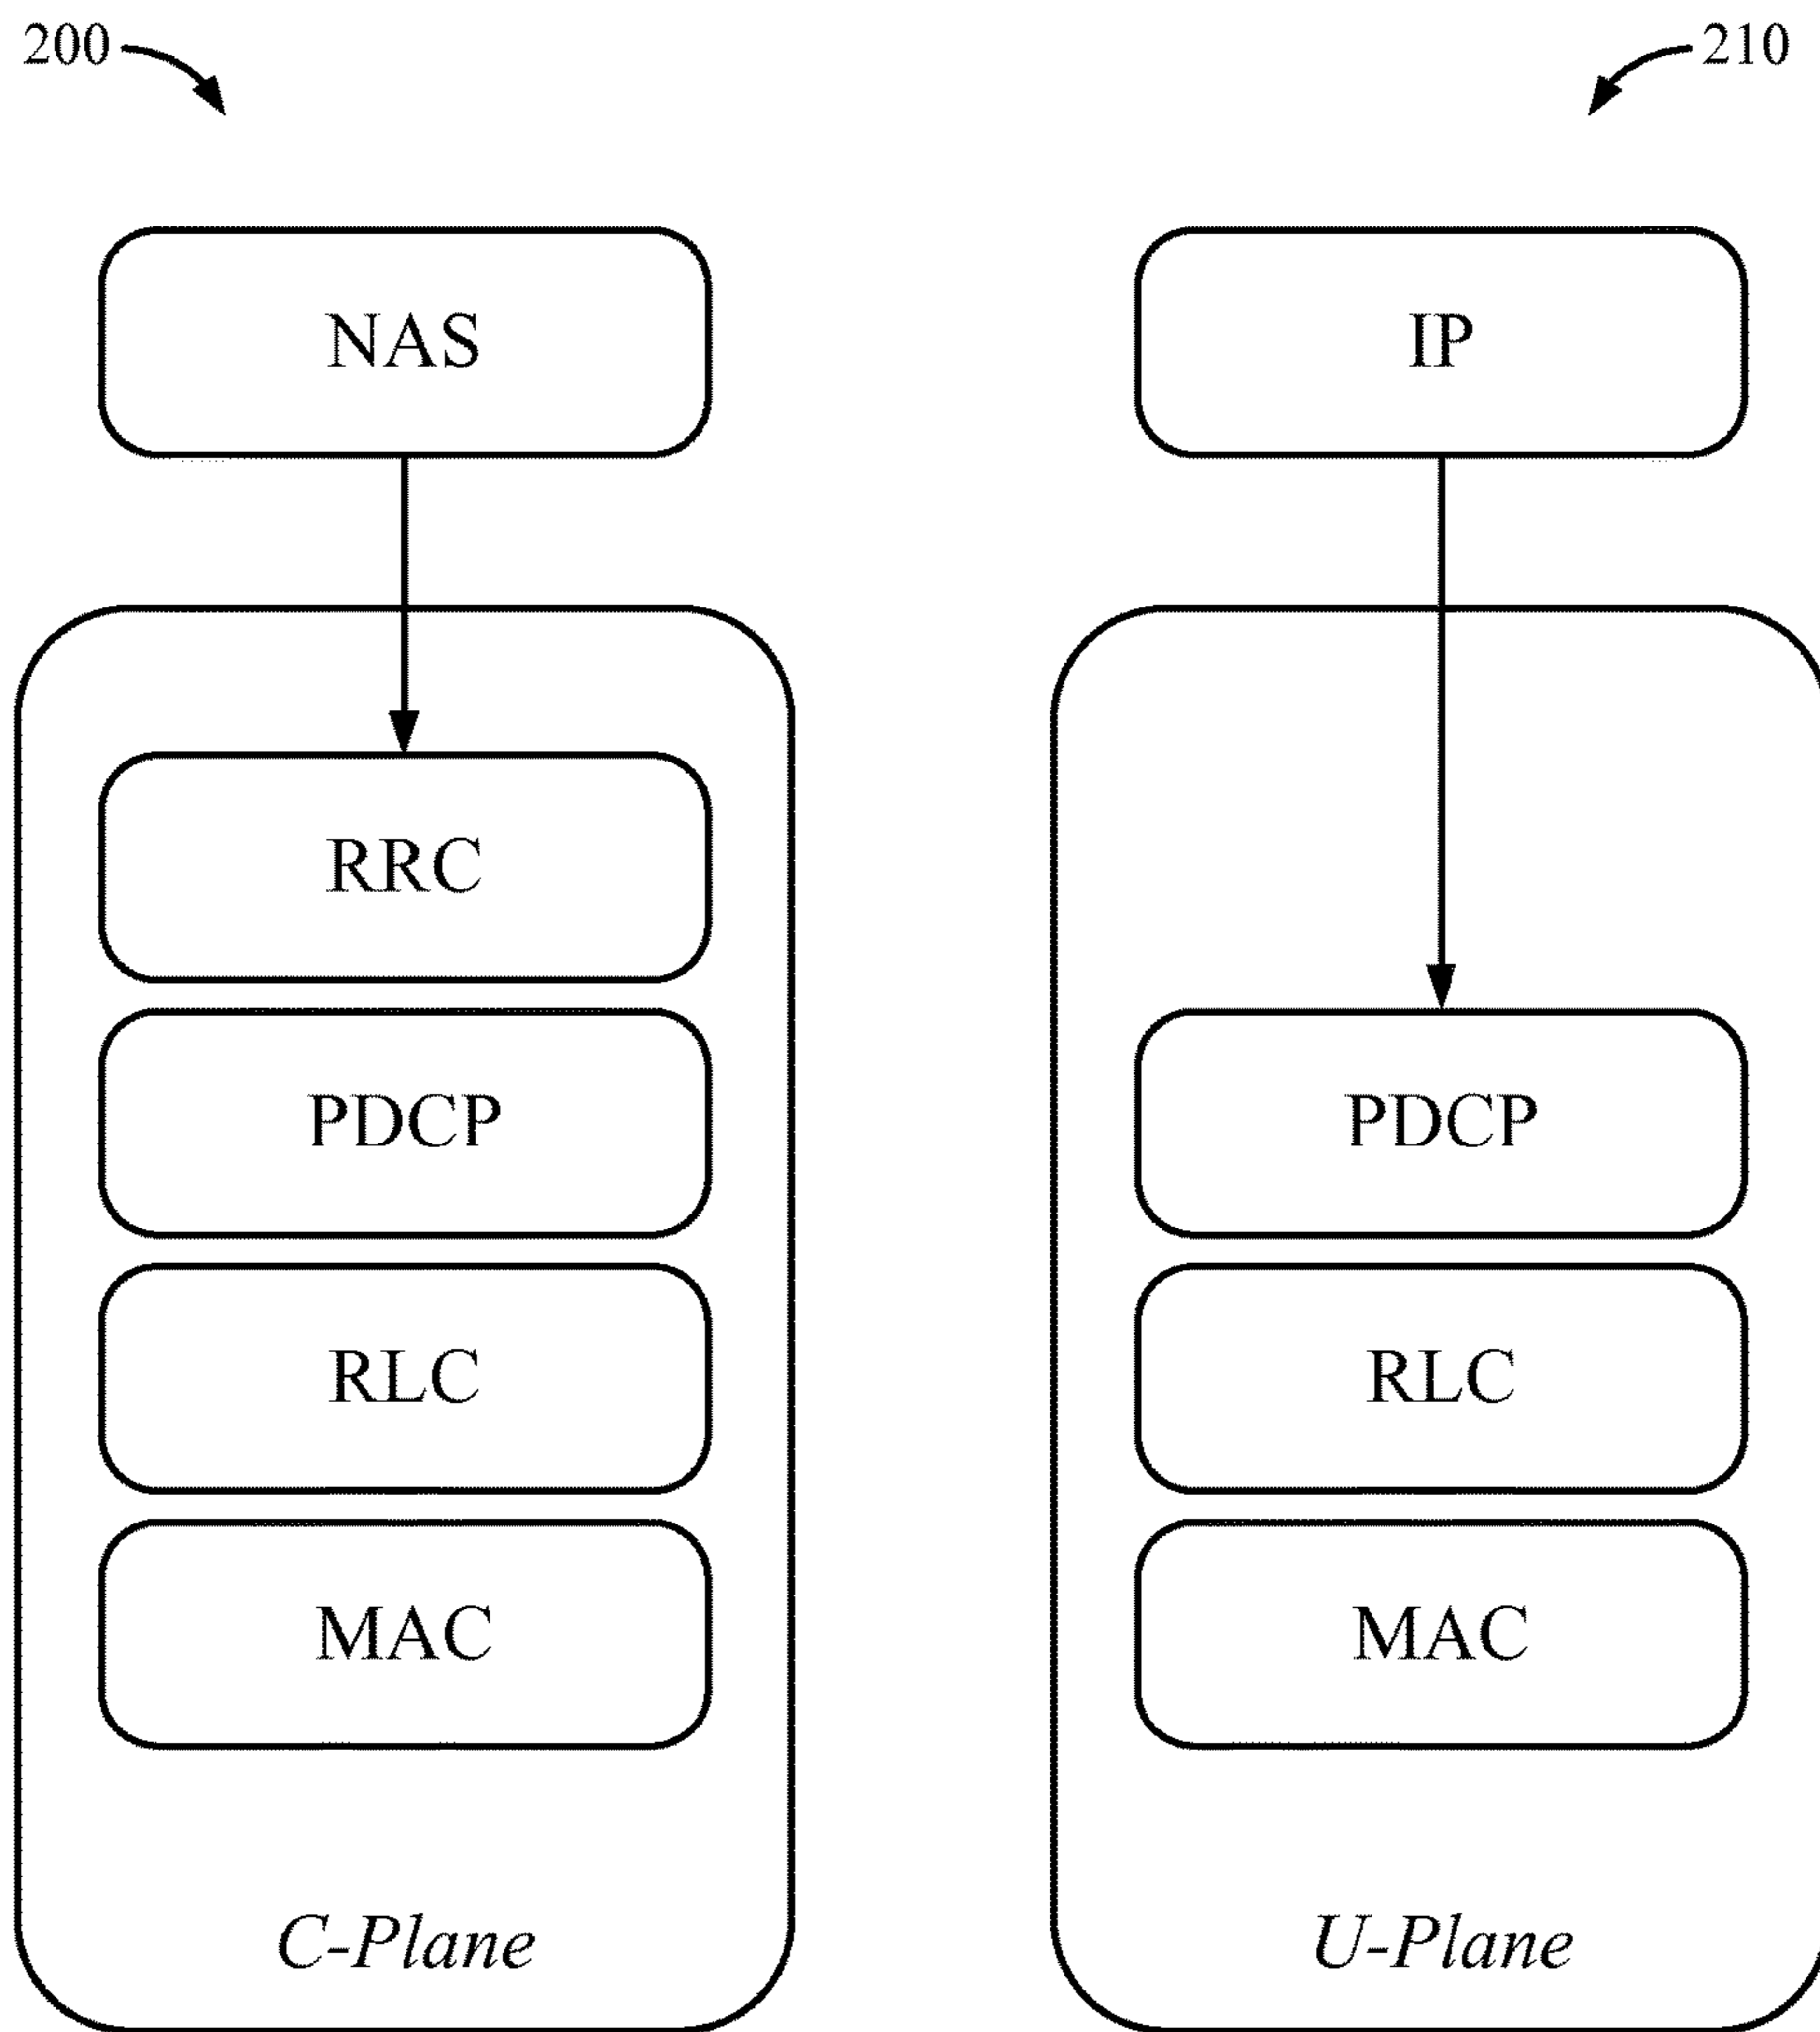 200
210
NAS
IP
RRC
PDCP
PDCP
RLC
RLC
MAC
MAC
C-Plane
U-Plane